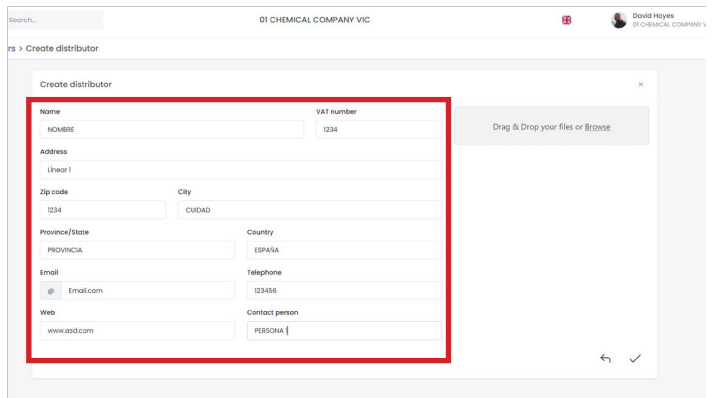 Search...
01 CHEMICAL COMPANY VIC
David Hoyes
01 CHEMICAL COMPANY V
rs > Create distributor
Create distributor
×
Name
VAT number
NOMBRE
1234
Drag & Drop your files or Browse
Address
Línear 1
Zip code
City
1234
CUIDAD
Province/State
Country
PROVINCIA
ESPAÑA
Email
Telephone
@ Email.com
123456
Web
Contact person
www.asd.com
PERSONA 1